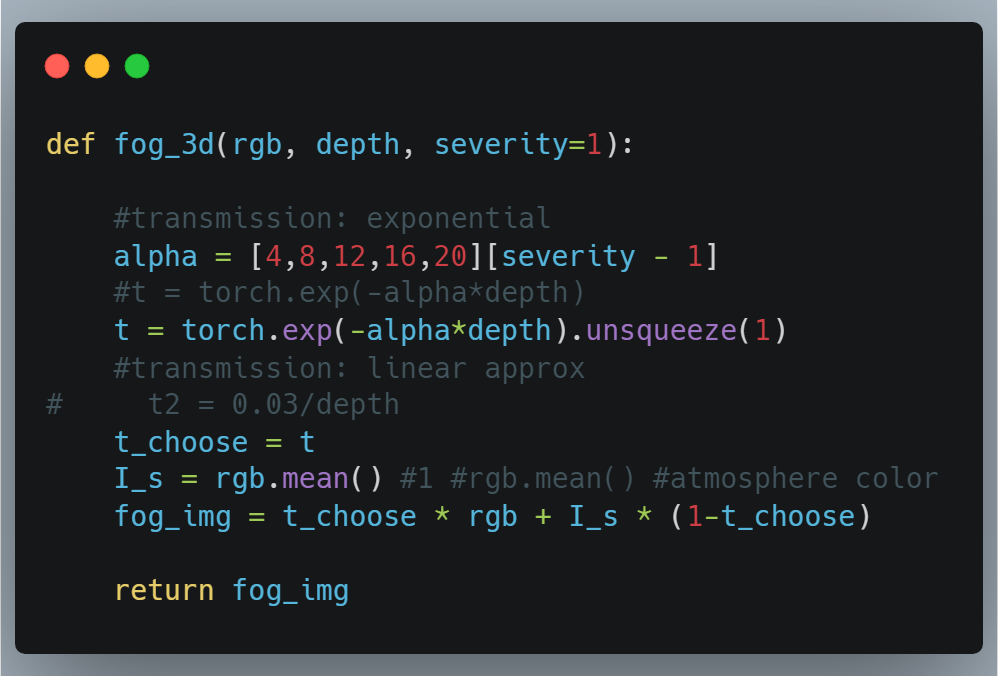 def fog_3d(rgb, depth, severity=1):
#transmission: exponential
alpha = [4,8,12,16,20][severity - 1]
#t = torch.exp(-alpha*depth)
t = torch.exp(-alpha*depth).unsqueeze(1)
#transmission: linear approx
#     t2 = 0.03/depth
t_choose = t
I_s = rgb.mean() #1 #rgb.mean() #atmosphere color
fog_img = t_choose * rgb + I_s * (1-t_choose)
return fog_img